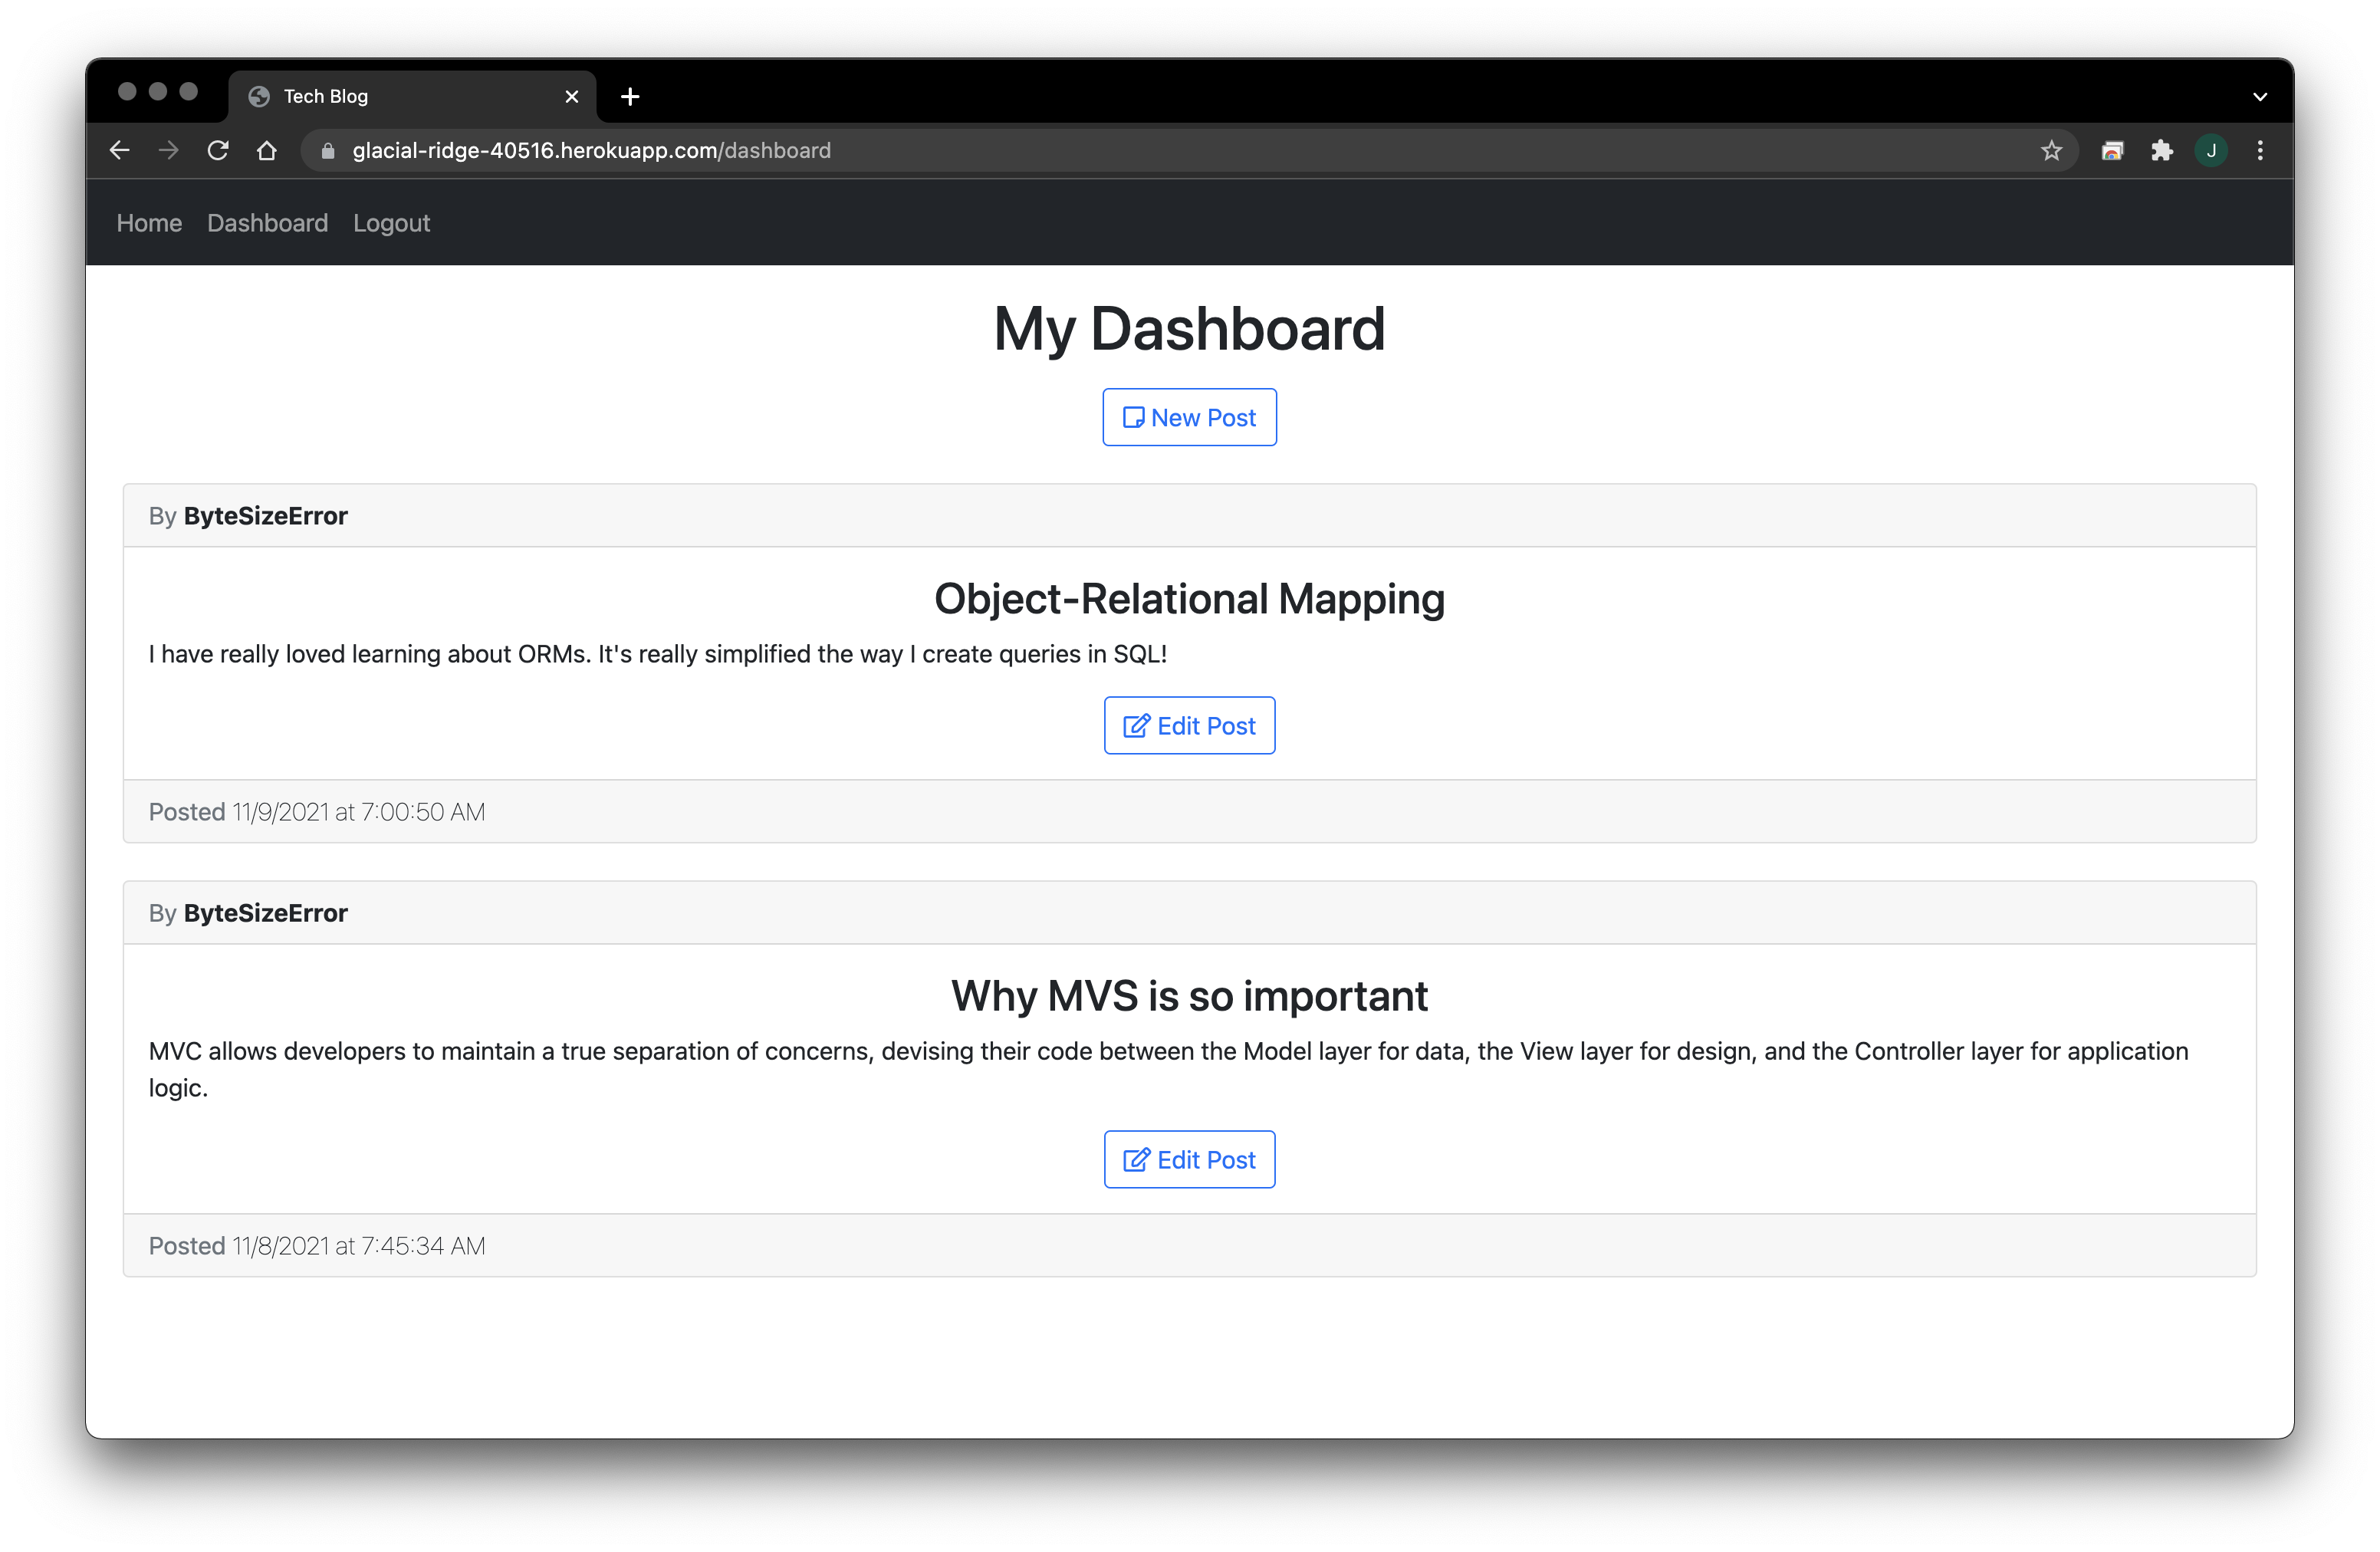 Tech Blog
glacial-ridge-40516.herokuapp.com/dashboard
J
Home Dashboard Logout
My Dashboard
New Post
By ByteSizeError
Object-Relational Mapping
I have really loved learning about ORMs. It's really simplified the way I create queries in SQL!
Edit Post
Posted 11/9/2021 at 7:00:50 AM
By ByteSizeError
Why MVS is so important
MVC allows developers to maintain a true separation of concerns, devising their code between the Model layer for data, the View layer for design, and the Controller layer for application
logic.
Edit Post
Posted 11/8/2021 at 7:45:34 AM